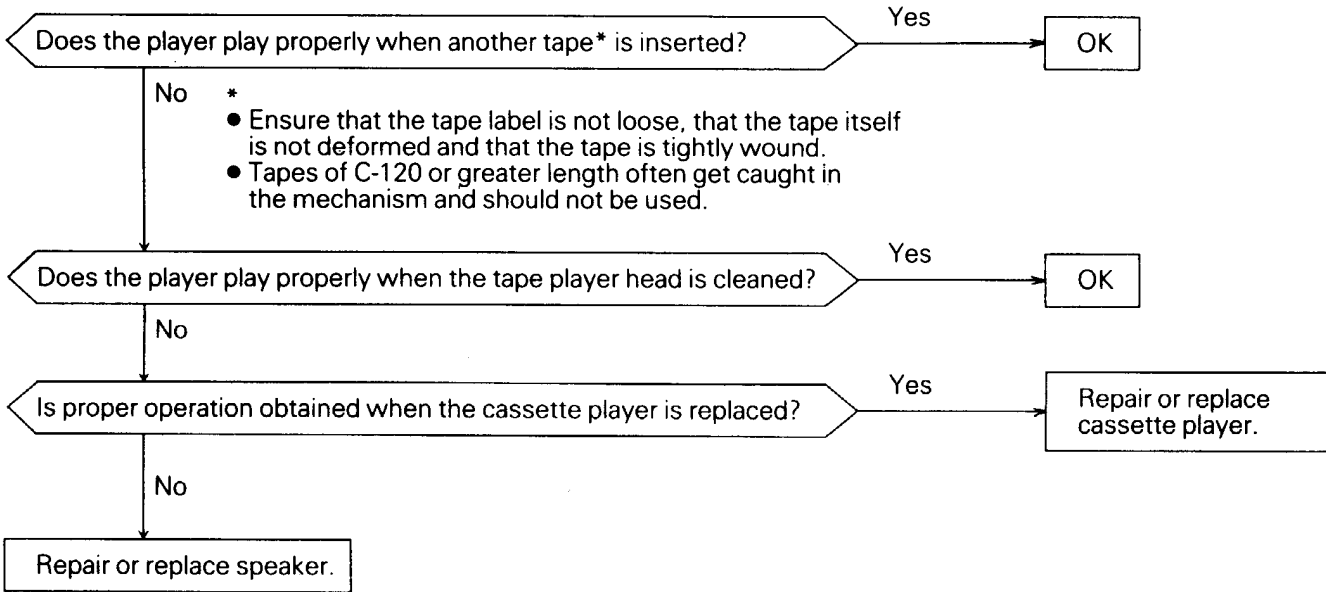 Does the player play properly when another tape* is inserted?
Yes
OK
No
*
● Ensure that the tape label is not loose, that the tape itself
is not deformed and that the tape is tightly wound.
● Tapes of C-120 or greater length often get caught in
the mechanism and should not be used.
Does the player play properly when the tape player head is cleaned?
Yes
OK
No
Is proper operation obtained when the cassette player is replaced?
Yes
Repair or replace
cassette player.
No
Repair or replace speaker.